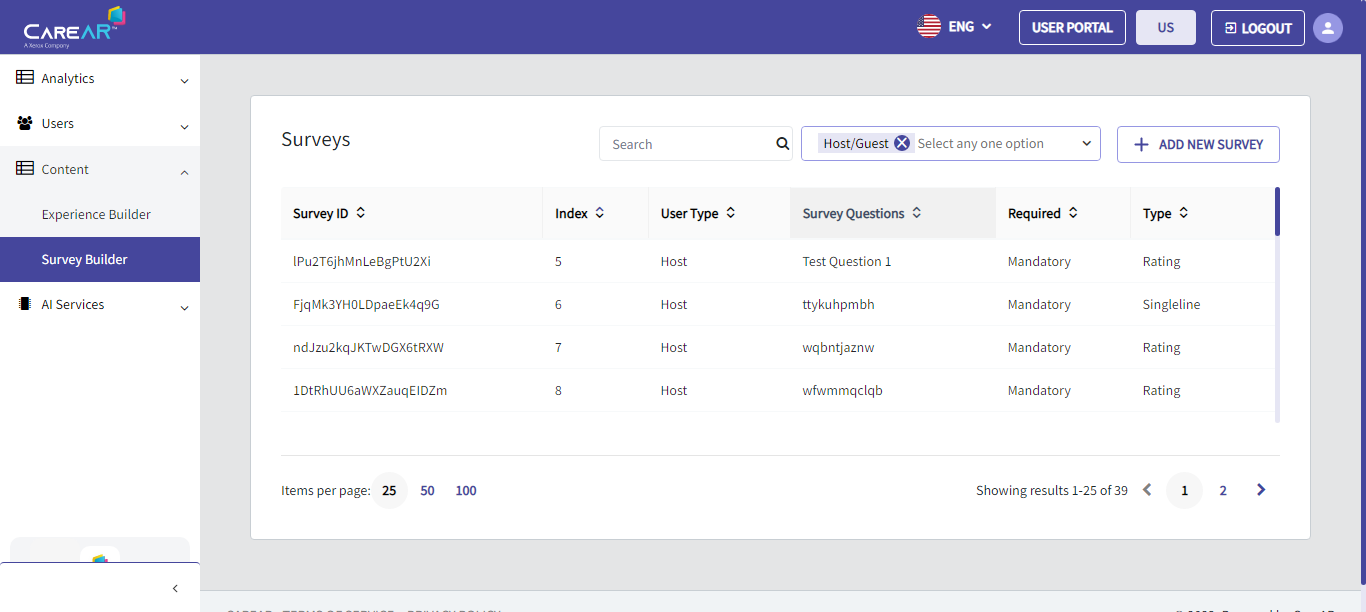 CAREAR™
A Xerox Company
ENG
USER PORTAL
US
LOGOUT
Analytics
Users
Content
Experience Builder
Survey Builder
AI Services
Surveys
Search
Host/Guest Select any one option
ADD NEW SURVEY
Survey ID Index User Type Survey Questions Required Type
lPu2T6jhMnLeBgPtU2Xi 5 Host Test Question 1 Mandatory Rating
FjqMk3YH0LDpaeEk4q9G 6 Host ttykuhpmbh Mandatory Singleline
ndJzu2kqJKTwDGX6tRXW 7 Host wqbntjaznw Mandatory Rating
1DtRhUU6aWXZauqEIDZm 8 Host wfwmmqclqb Mandatory Rating
Items per page: 25 50 100
Showing results 1-25 of 39 1 2